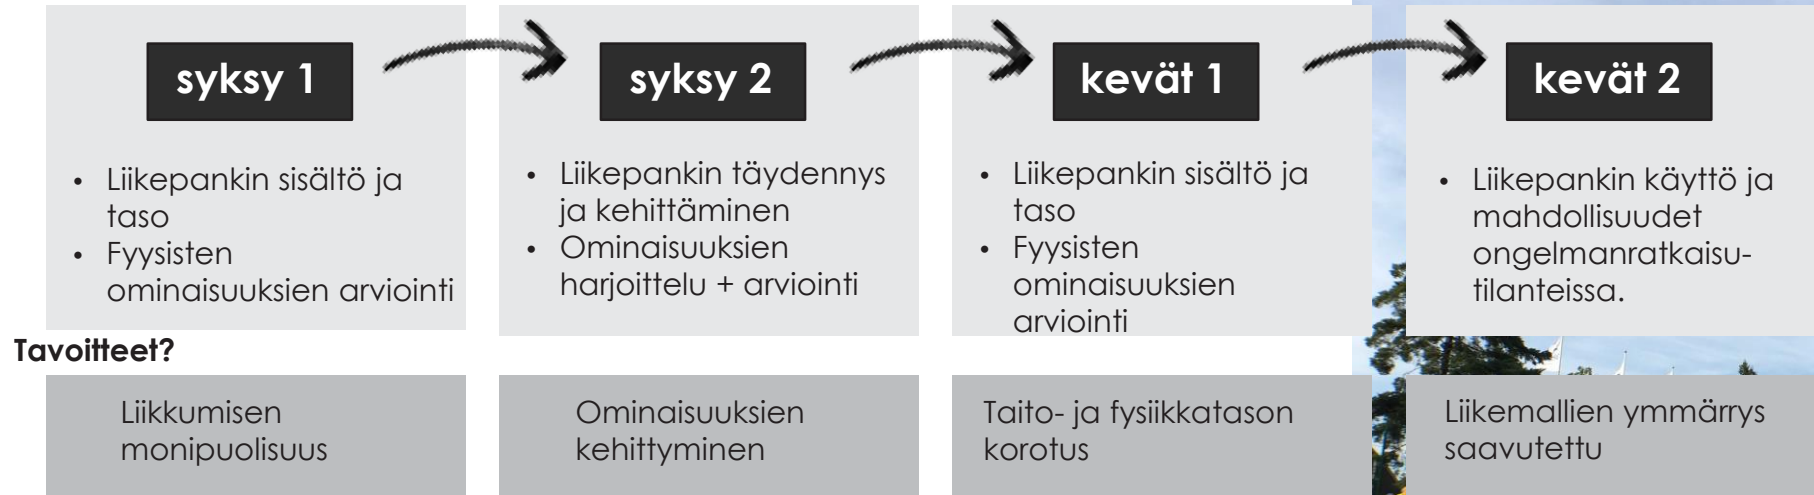 syksy 1
• Liikepankin sisältö ja
taso
• Fyysisten
ominaisuuksien arviointi
syksy 2
• Liikepankin täydennys
ja kehittäminen
• Ominaisuuksien
harjoittelu + arviointi
kevät 1
• Liikepankin sisältö ja
taso
• Fyysisten
ominaisuuksien
arviointi
kevät 2
• Liikepankin käyttö ja
mahdollisuudet
ongelmanratkaisu-
tilanteissa.
Tavoitteet?
Liikkumisen
monipuolisuus
Ominaisuuksien
kehittyminen
Taito- ja fysiikkatason
korotus
Liikemallien ymmärrys
saavutettu